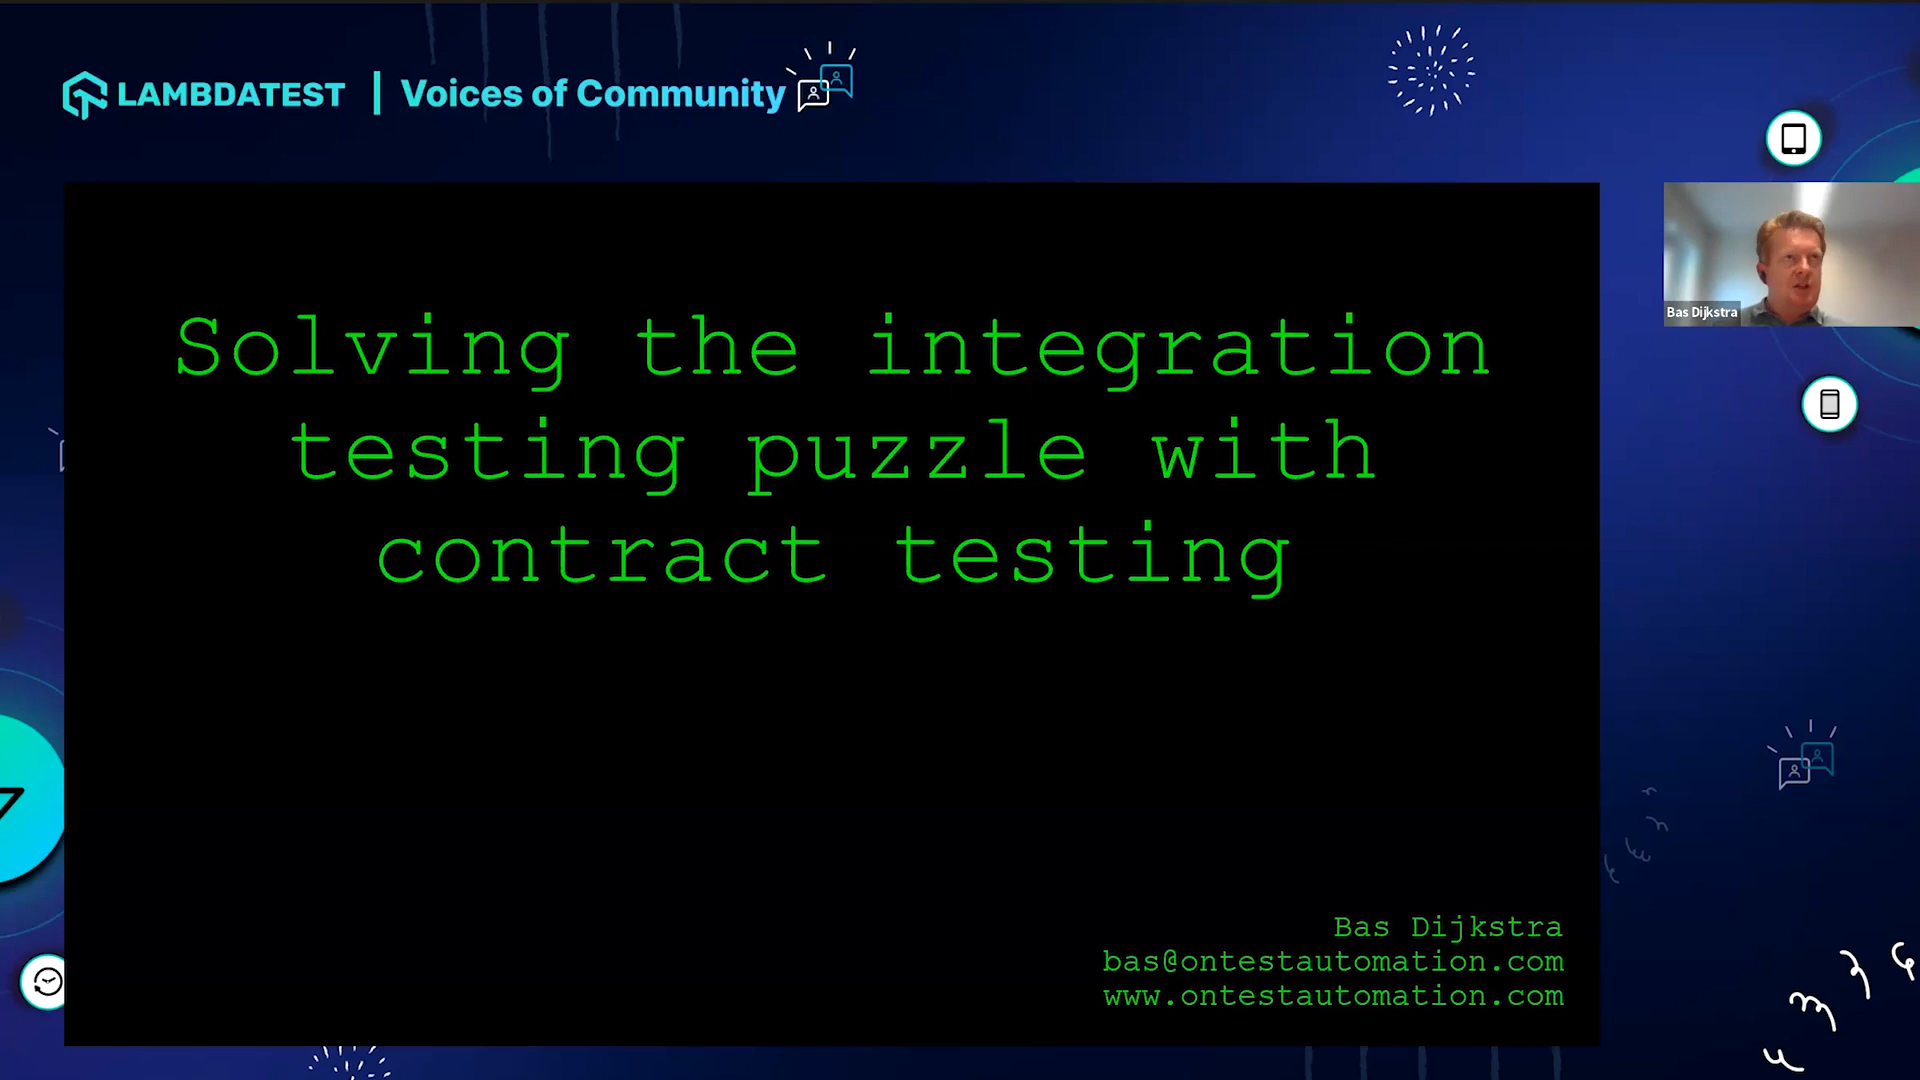 LAMBDATEST | Voices of Community
Solving the integration
testing puzzle with
contract testing
Bas Dijkstra
Bas Dijkstra
bas@ontestautomation.com
www.ontestautomation.com